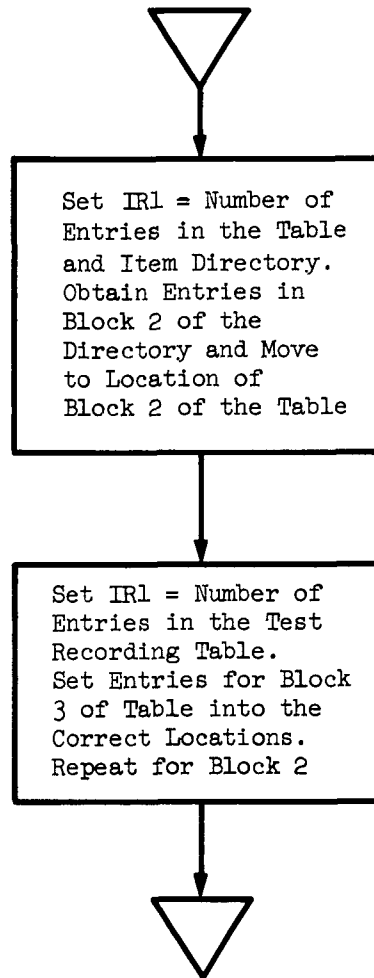 Set IR1 = Number of
Entries in the Table
and Item Directory.
Obtain Entries in
Block 2 of the
Directory and Move
to Location of
Block 2 of the Table
Set IR1 = Number of
Entries in the Test
Recording Table.
Set Entries for Block
3 of Table into the
Correct Locations.
Repeat for Block 2